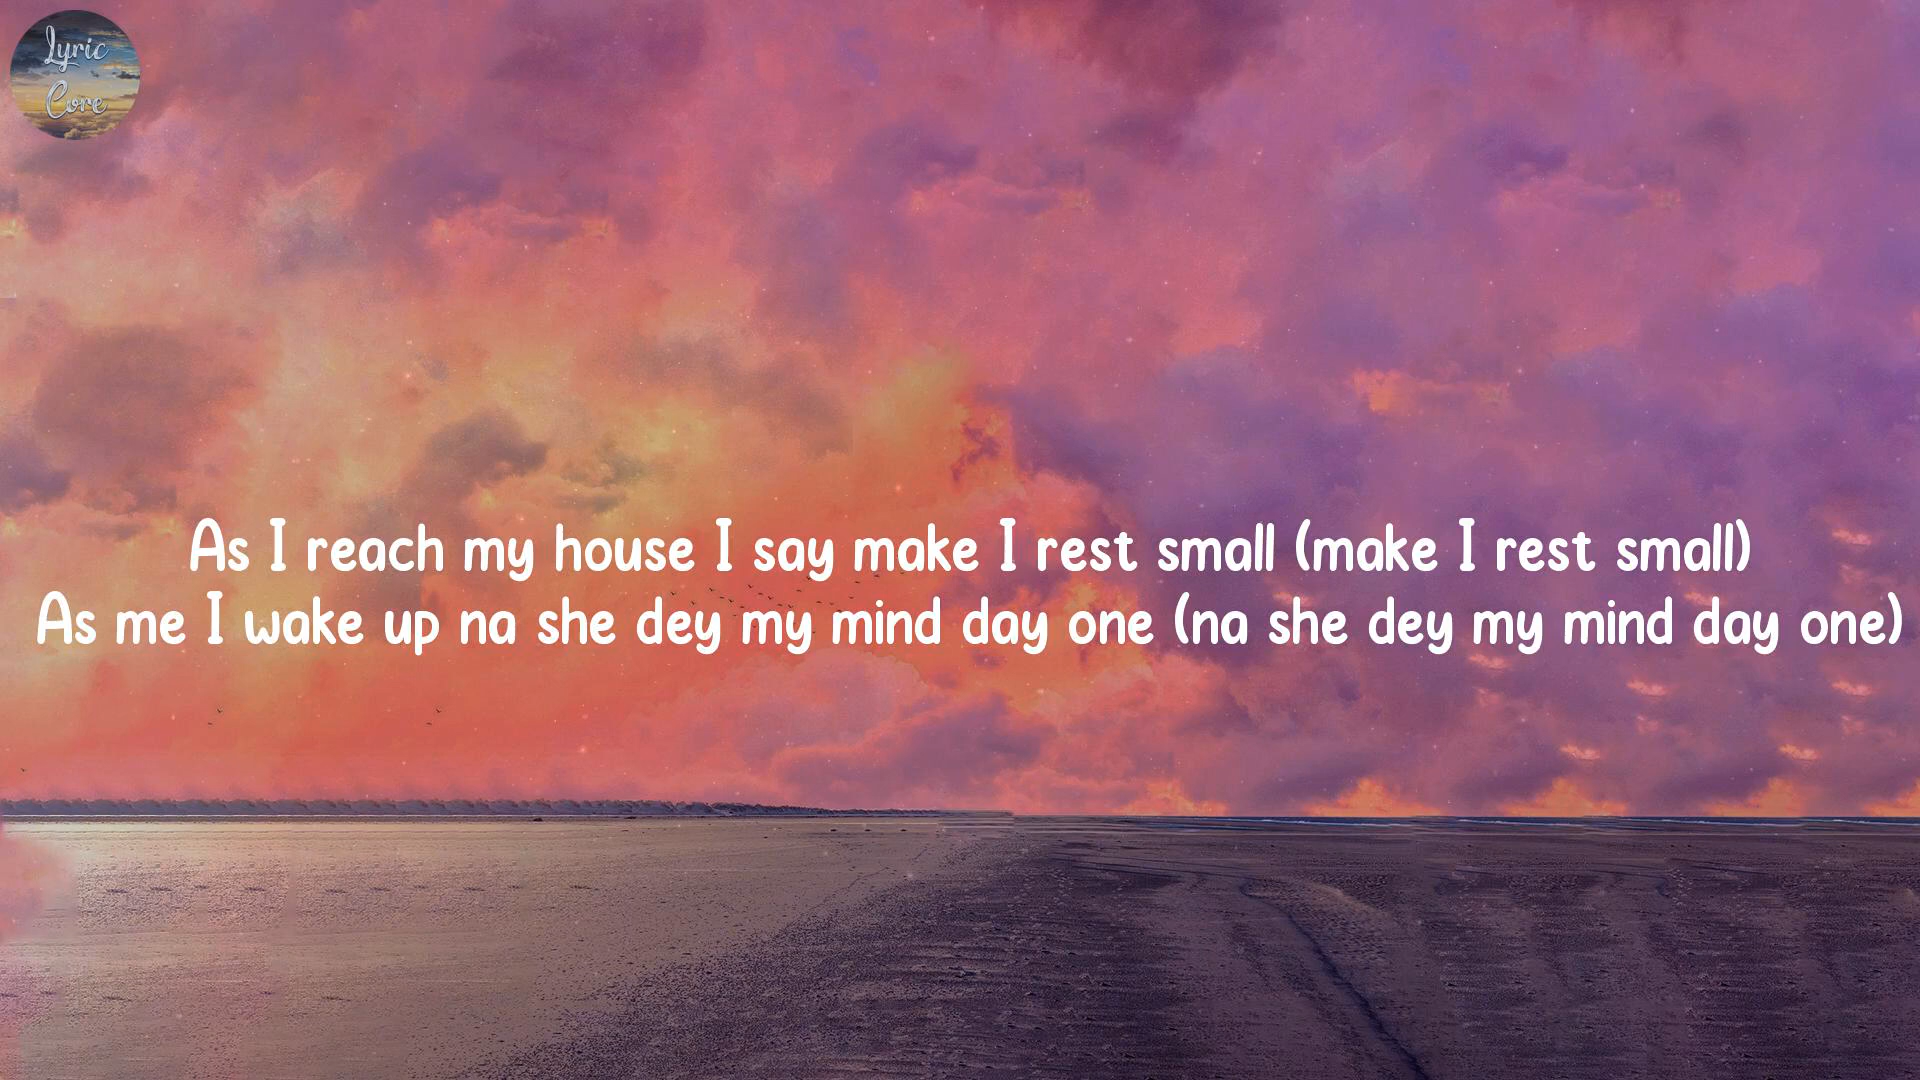 Lyric
Core
As I reach my house I say make I rest small (make I rest small)
As me I wake up na she dey my mind day one (na she dey my mind day one)